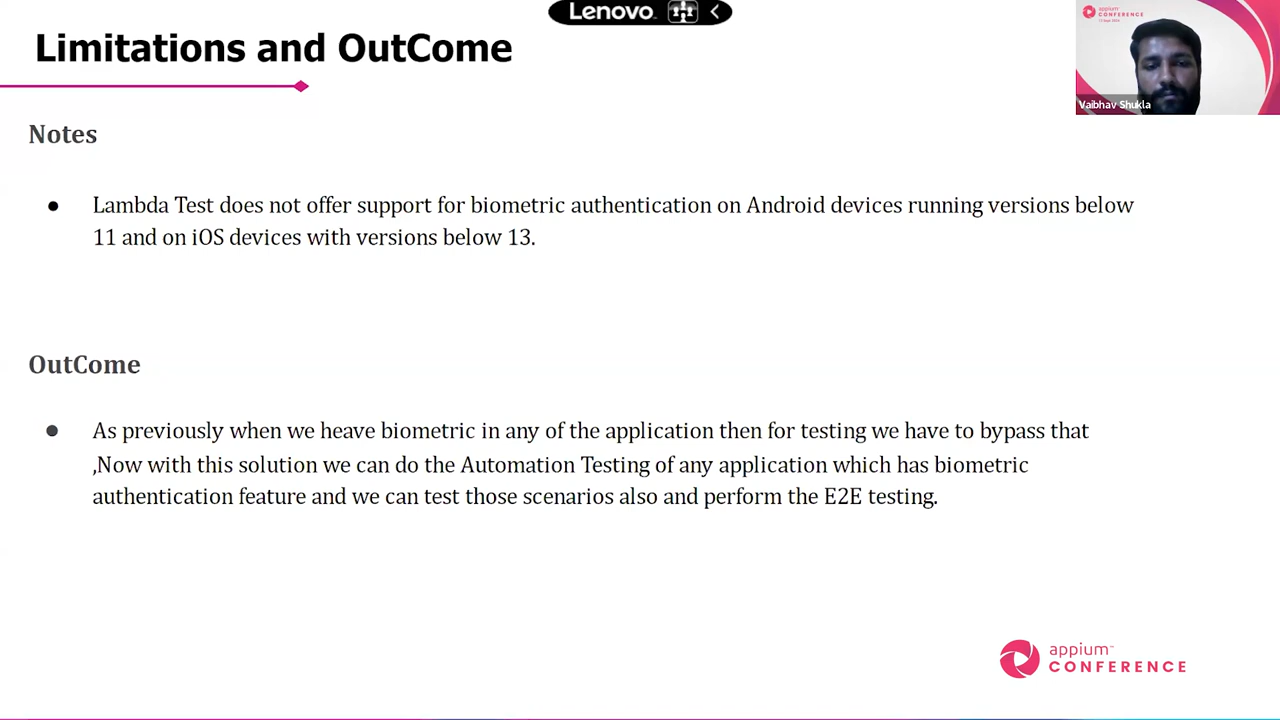 Lenovo
Limitations and OutCome
appium
CONFERENCE
Vaibhav Shukla
Notes
● Lambda Test does not offer support for biometric authentication on Android devices running versions below
11 and on iOS devices with versions below 13.
OutCome
● As previously when we heave biometric in any of the application then for testing we have to bypass that
,Now with this solution we can do the Automation Testing of any application which has biometric
authentication feature and we can test those scenarios also and perform the E2E testing.
appium™
CONFERENCE